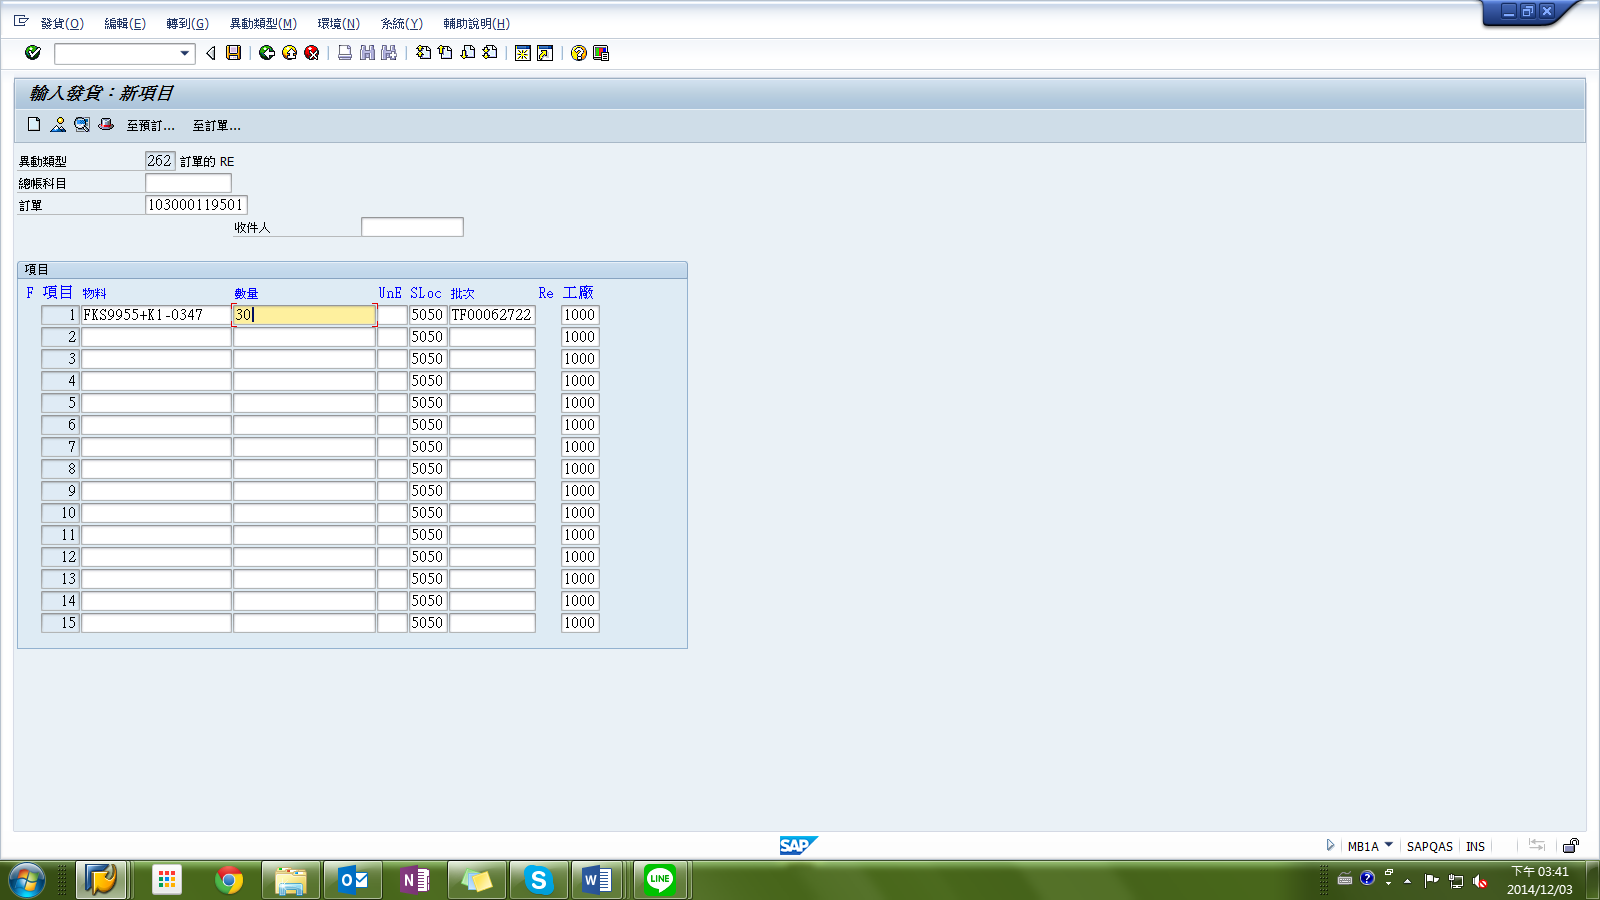 發貨(O) 編輯(E) 轉到(G) 異動類型(M) 環境(N) 系統(Y) 輔助說明(H)
輸入發貨：新項目
至預訂... 至訂單...
異動類型 262 訂單的 RE
總帳科目
訂單 103000119501
收件人
項目
F 項目 物料 數量 UnE SLoc 批次 Re 工廠
1 FKS9955+K1-0347 30 5050 TF00062722 1000
2 5050 1000
3 5050 1000
4 5050 1000
5 5050 1000
6 5050 1000
7 5050 1000
8 5050 1000
9 5050 1000
10 5050 1000
11 5050 1000
12 5050 1000
13 5050 1000
14 5050 1000
15 5050 1000
SAP
MB1A SAPQAS INS
LINE
下午 03:41
2014/12/03